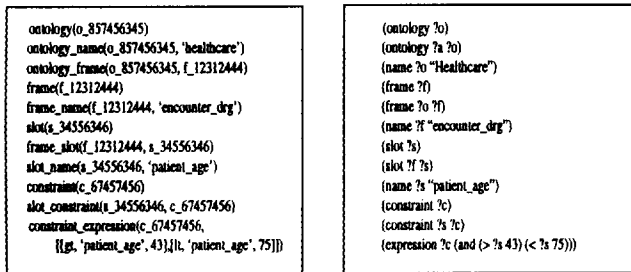 ontology(o_857456345)
ontology_name(o_857456345, 'healthcare')
ontology_frame(o_857456345, f_12312444)
frame(f_12312444)
frame_name(f_12312444, 'encounter_drg')
slot(s_34556346)
frame_slot(f_12312444, s_34556346)
slot_name(s_34556346, 'patient_age')
constraint(c_67457456)
slot_constraint(s_34556346, c_67457456)
constraint_expression(c_67457456,
[[gt, 'patient_age', 43],[lt, 'patient_age', 75]])
(ontology ?o)
(ontology ?a ?o)
(name ?o "Healthcare")
(frame ?f)
(frame ?o ?f)
(name ?f "encounter_drg")
(slot ?s)
(slot ?f ?s)
(name ?s "patient_age")
(constraint ?c)
(constraint ?s ?c)
(expression ?c (and (> ?s 43) (< ?s 75)))